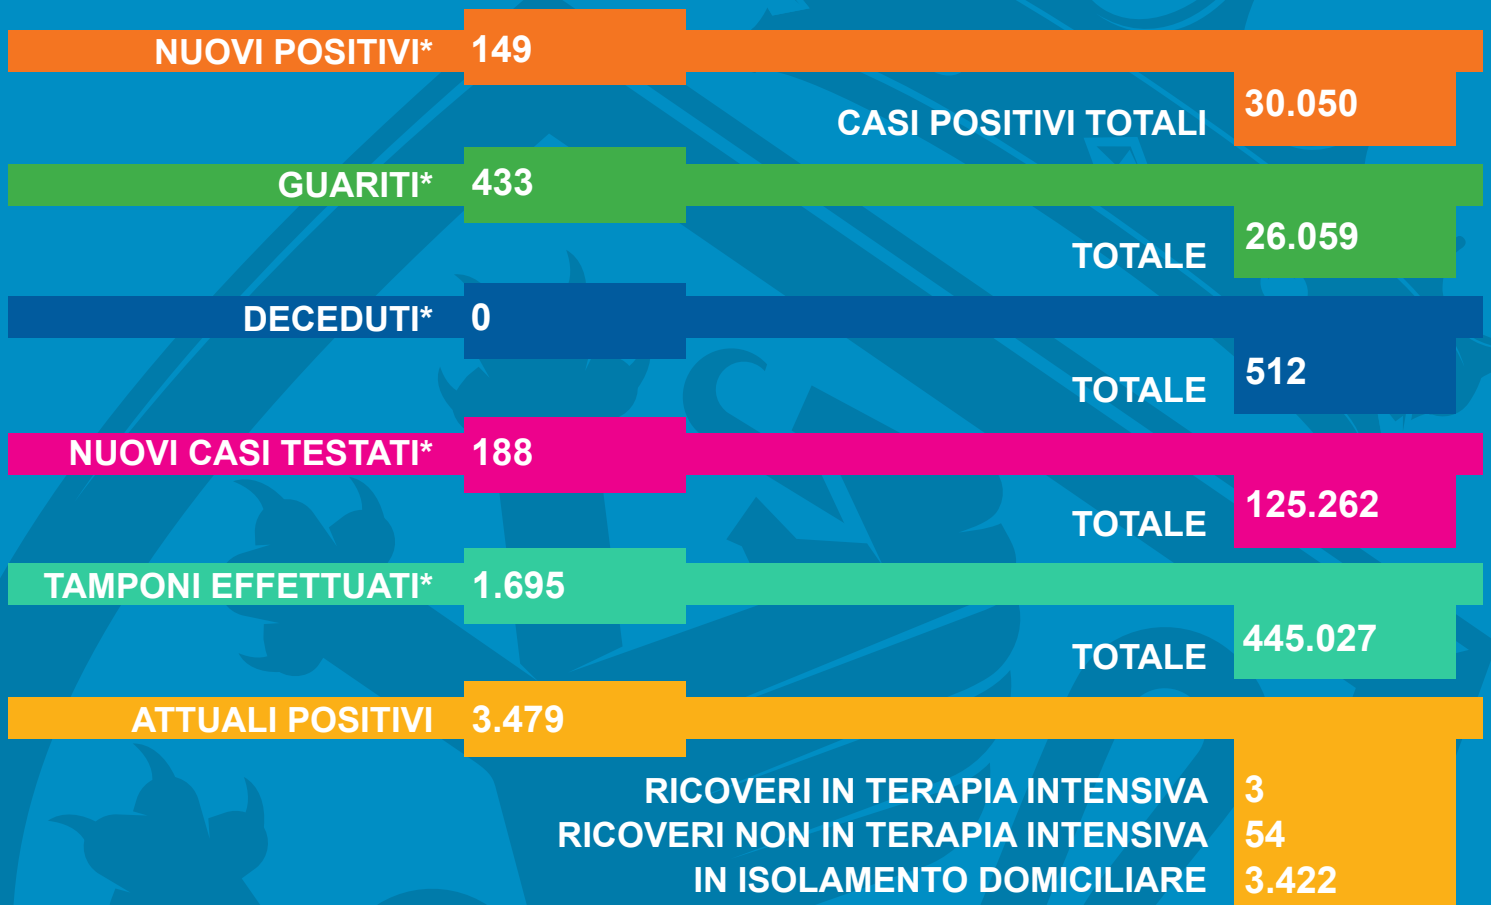 NUOVI POSITIVI* 149
CASI POSITIVI TOTALI 30.050
GUARITI* 433
TOTALE 26.059
DECEDUTI* 0
TOTALE 512
NUOVI CASI TESTATI* 188
TOTALE 125.262
TAMPONI EFFETTUATI* 1.695
TOTALE 445.027
ATTUALI POSITIVI 3.479
RICOVERI IN TERAPIA INTENSIVA 3
RICOVERI NON IN TERAPIA INTENSIVA 54
IN ISOLAMENTO DOMICILIARE 3.422